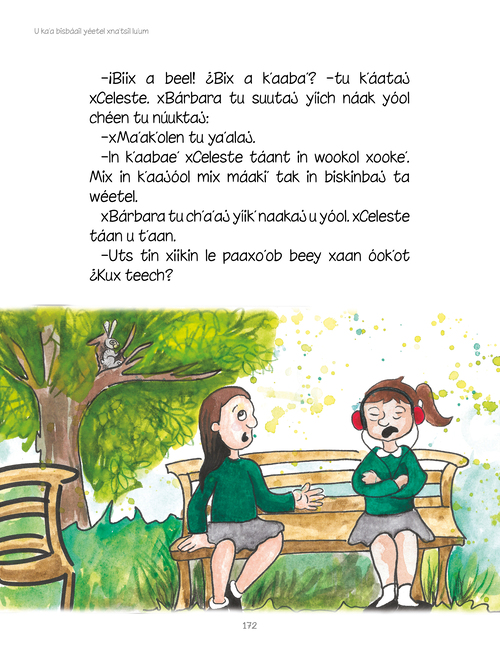 U ka'a bisbáail yéetel xna'tsil lu'um
–¡Biix a beel! ¿Bix a k'aaba'? –tu k'áataj
xCeleste. xBárbara tu suutaj yiich náak yóol
chéen tu núuktaj:
–xMa'ak'olen tu ya'alaj.
–In k'aabae' xCeleste táant in wookol xooke'.
Mix in k'aajóol mix máaki' tak in biskinbaj ta
wéetel.
xBárbara tu ch'a'aj yiik' naakaj u yóol. xCeleste
táan u t'aan.
–Uts tin xiikin le paaxo'ob beey xaan óok'ot
¿Kux teech?
172